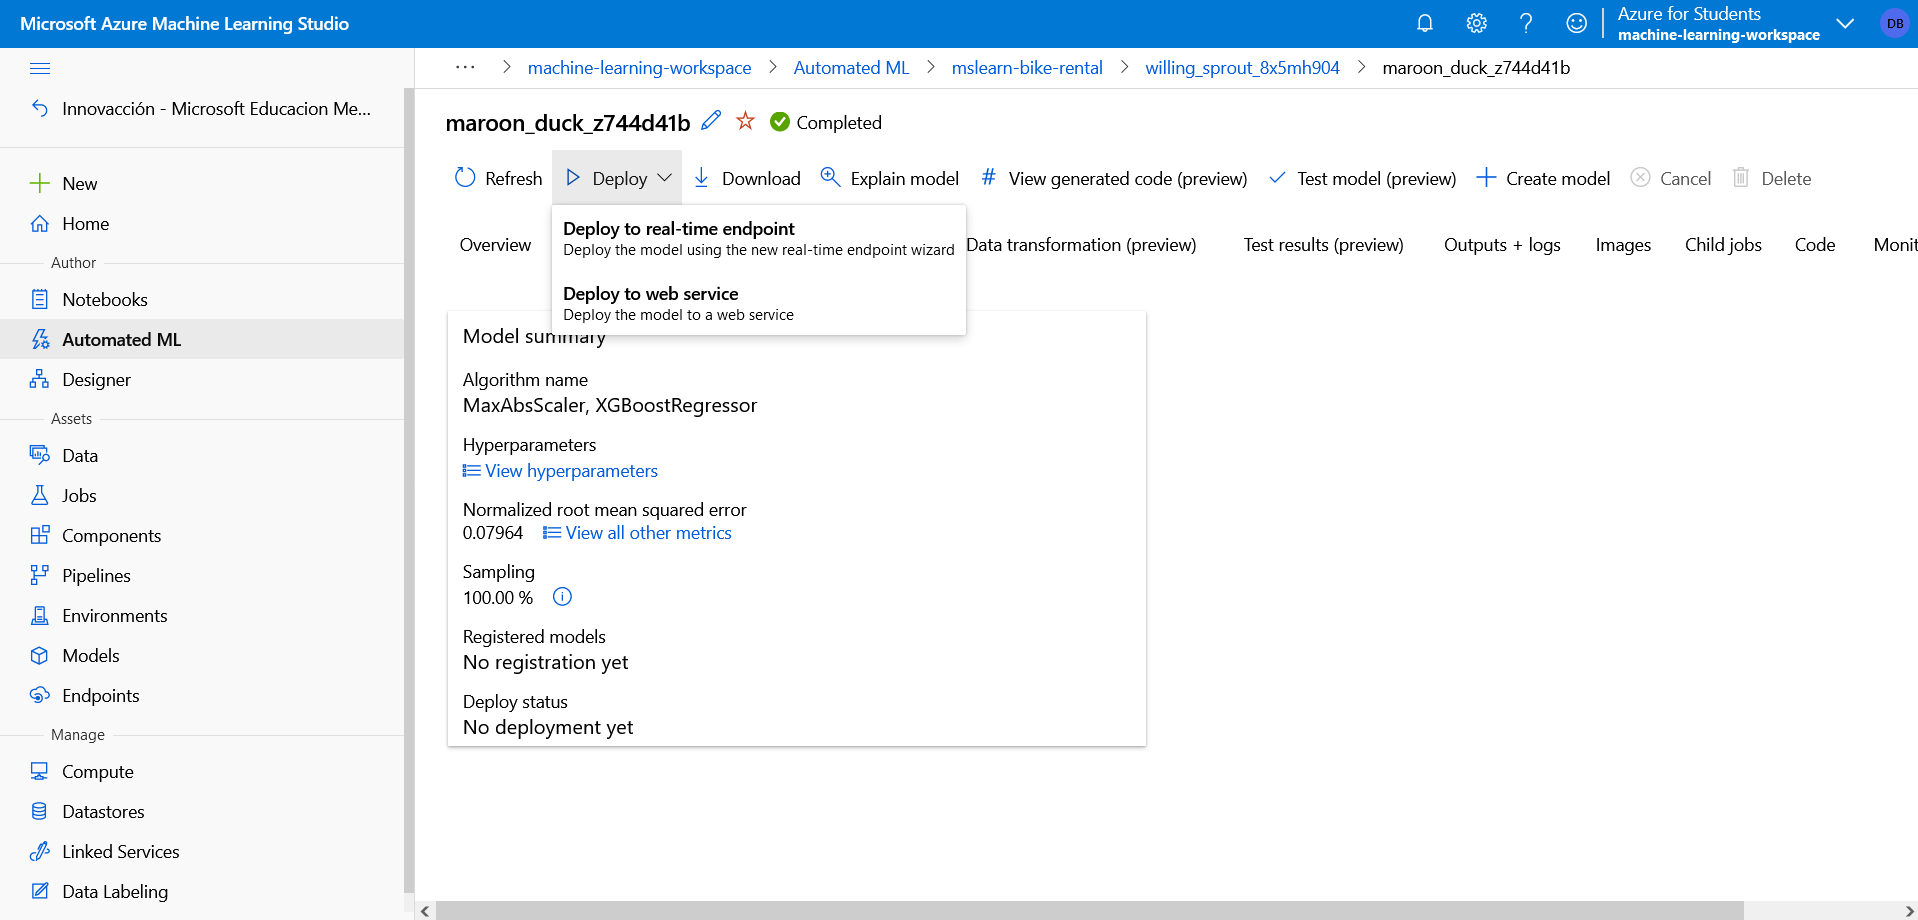 Microsoft Azure Machine Learning Studio
Azure for Students
machine-learning-workspace
DB
Innovacción - Microsoft Educacion Me...
New
Home
Author
Notebooks
Automated ML
Designer
Assets
Data
Jobs
Components
Pipelines
Environments
Models
Endpoints
Manage
Compute
Datastores
Linked Services
Data Labeling
... > machine-learning-workspace > Automated ML > mslearn-bike-rental > willing_sprout_8x5mh904 > maroon_duck_z744d41b
maroon_duck_z744d41b Completed
Refresh Deploy Download Explain model # View generated code (preview) Test model (preview) Create model Cancel Delete
Deploy to real-time endpoint
Deploy the model using the new real-time endpoint wizard
Deploy to web service
Deploy the model to a web service
Overview Data transformation (preview) Test results (preview) Outputs + logs Images Child jobs Code Monit
Model summary
Algorithm name
MaxAbsScaler, XGBoostRegressor
Hyperparameters
View hyperparameters
Normalized root mean squared error
0.07964 View all other metrics
Sampling
100.00 %
Registered models
No registration yet
Deploy status
No deployment yet